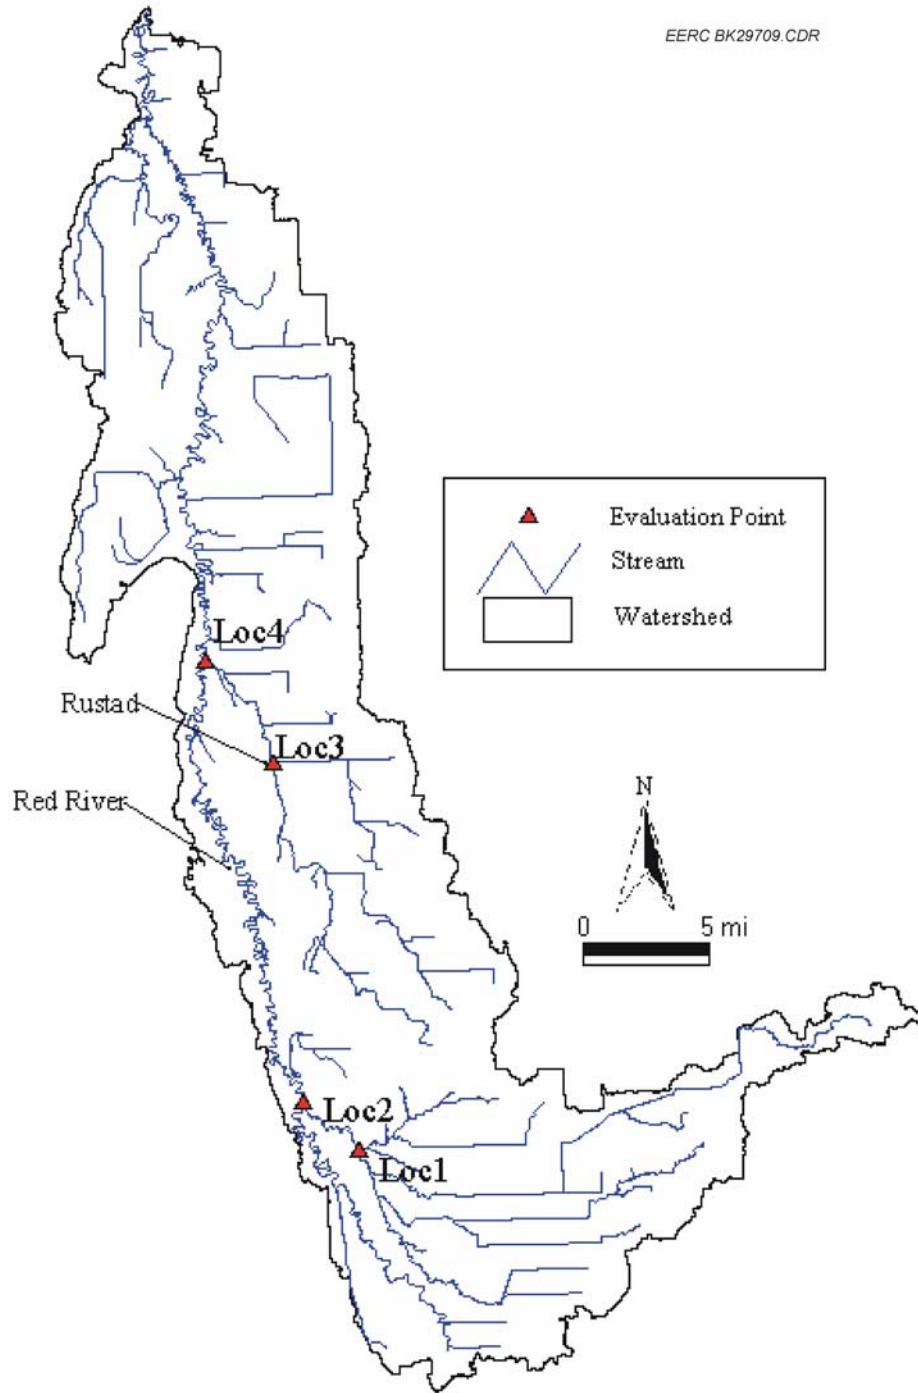 EERC BK29709.CDR
Evaluation Point
Stream
Watershed
Loc4
Rustad
Loc3
Red River
N
0 5 mi
Loc2
Loc1